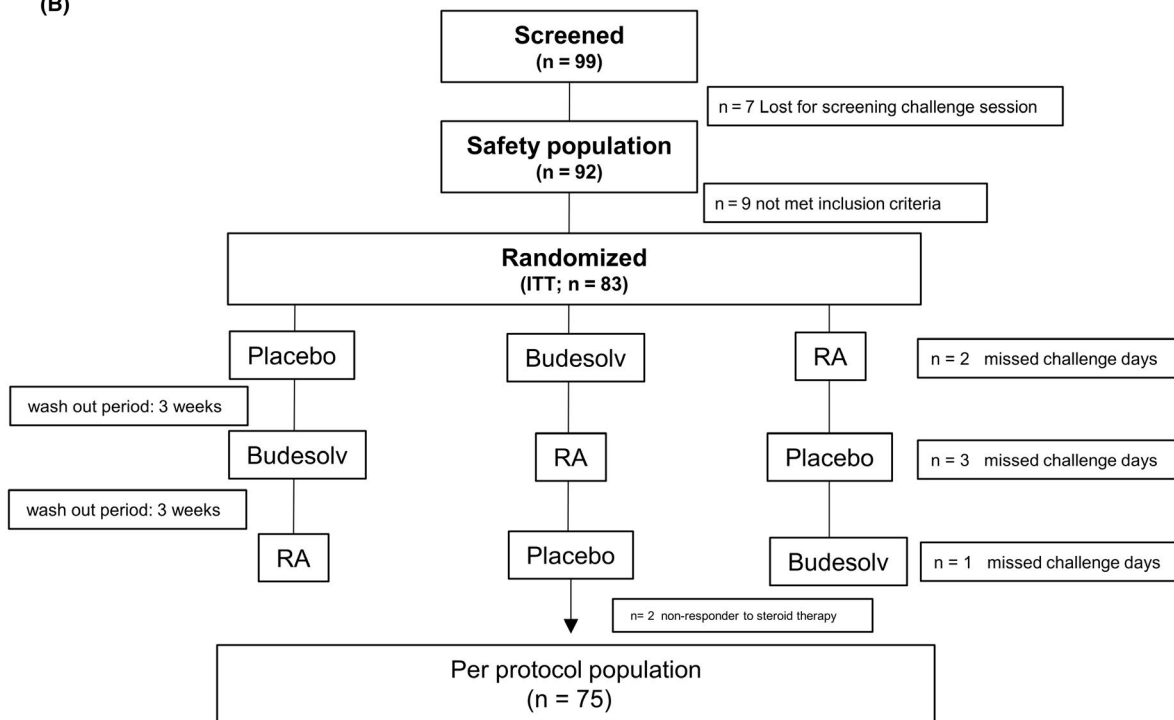 (B)
Screened
(n = 99)
n = 7 Lost for screening challenge session
Safety population
(n = 92)
n = 9 not met inclusion criteria
Randomized
(ITT; n = 83)
Placebo
Budesolv
RA
n = 2 missed challenge days
wash out period: 3 weeks
Budesolv
RA
Placebo
n = 3 missed challenge days
wash out period: 3 weeks
RA
Placebo
Budesolv
n = 1 missed challenge days
n= 2 non-responder to steroid therapy
Per protocol population
(n = 75)